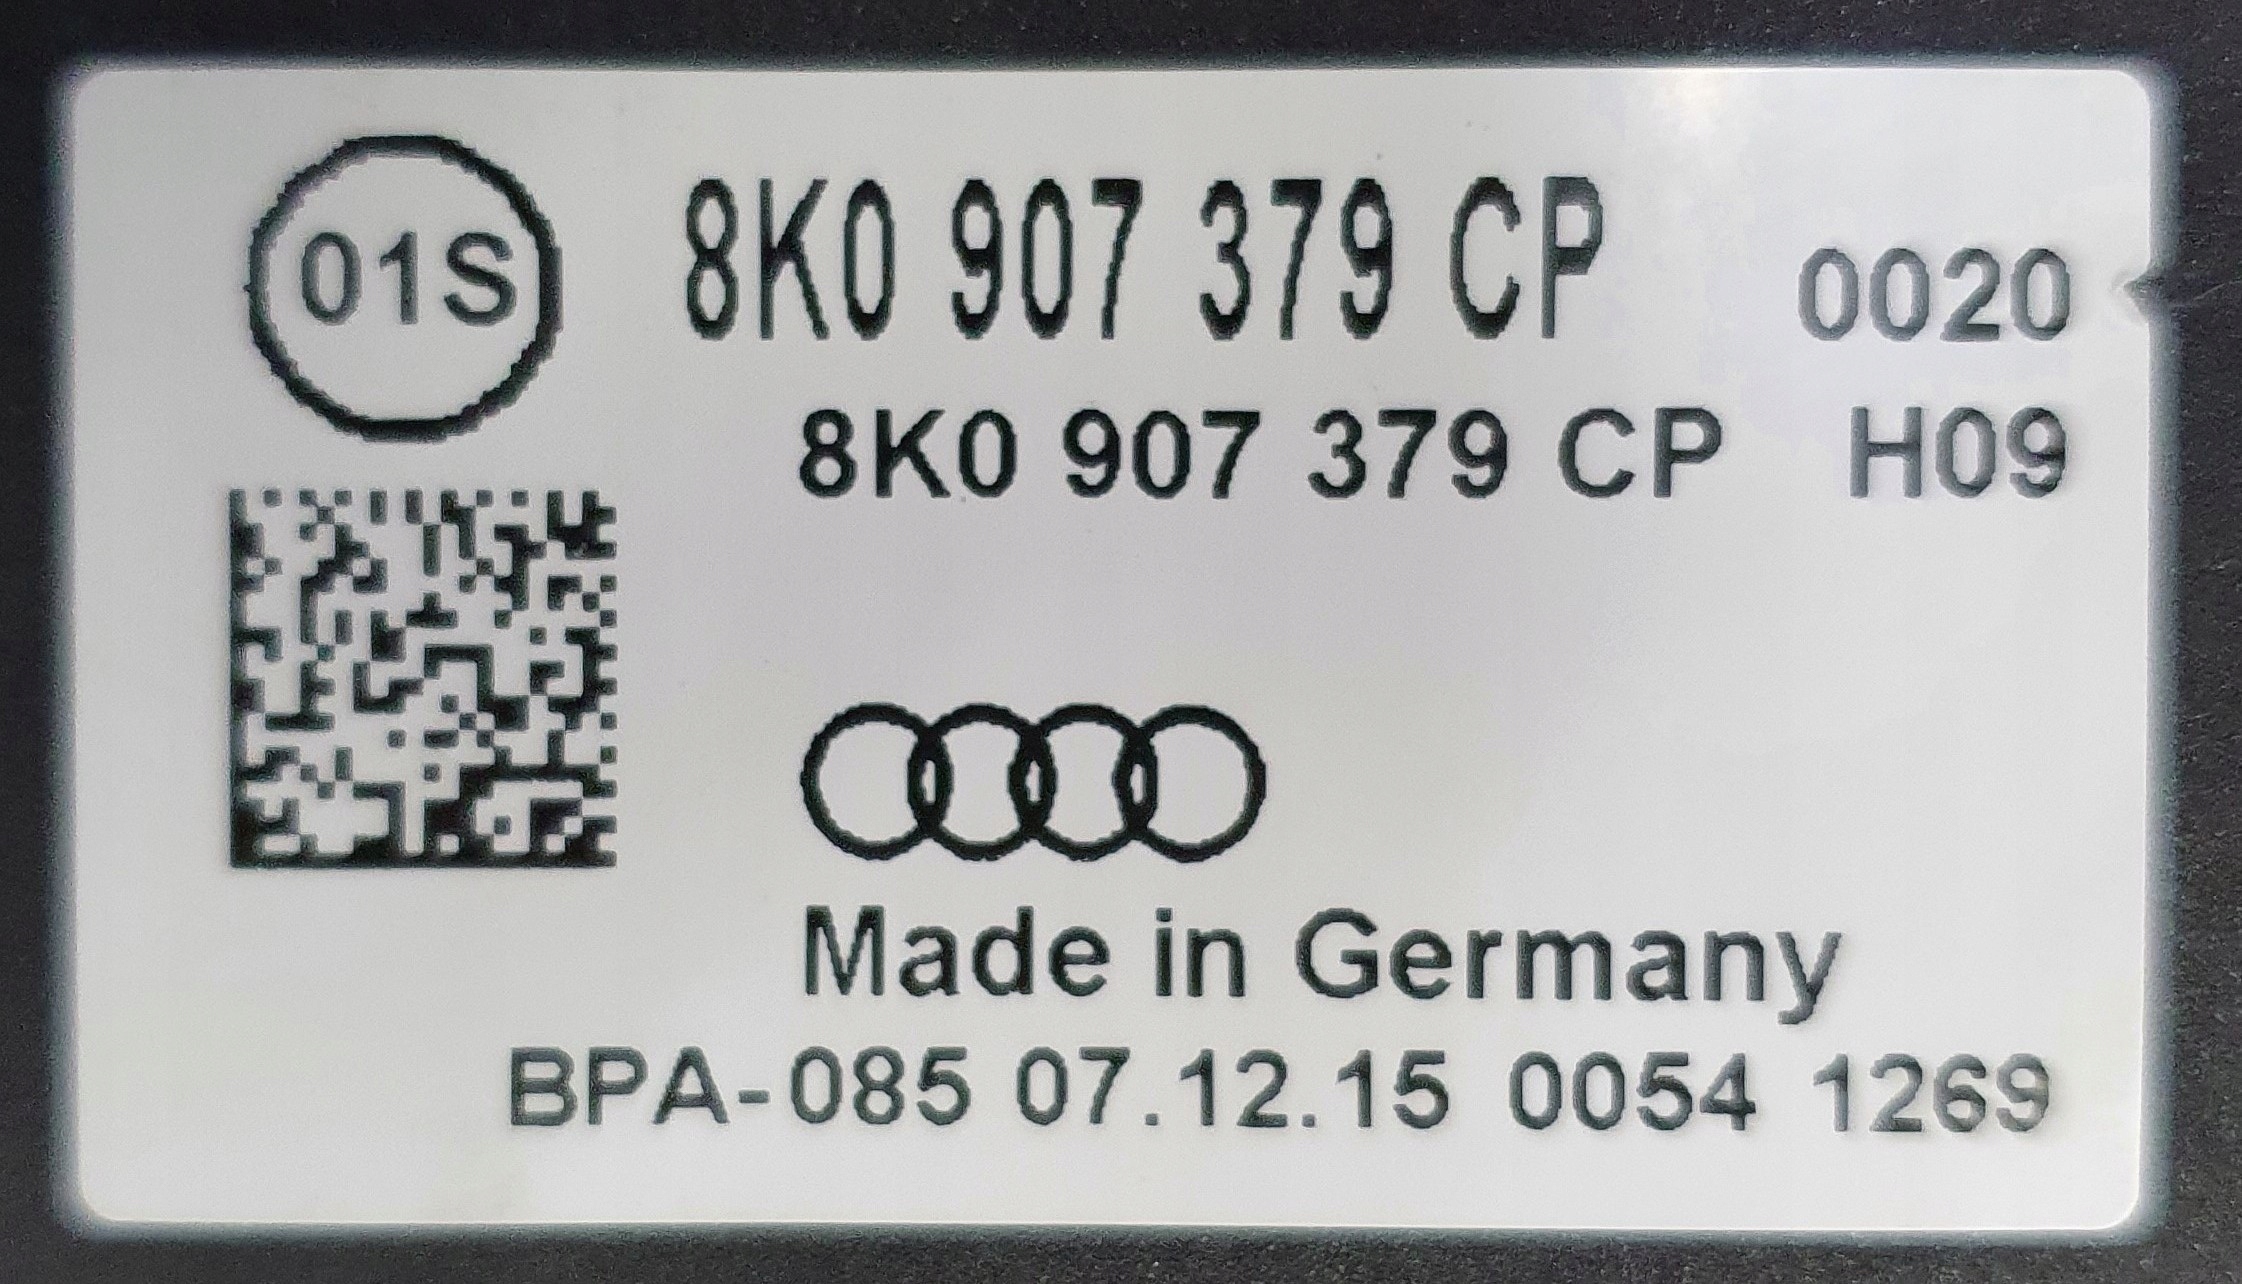 01S
8K0 907 379 CP 0020
8K0 907 379 CP H09
Made in Germany
BPA-085 07.12.15 0054 1269